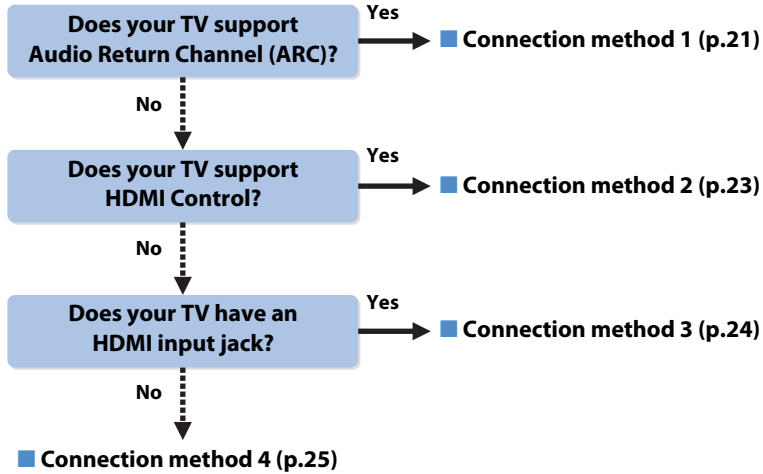 Does your TV support
Audio Return Channel (ARC)?
Yes
■ Connection method 1 (p.21)
No
Does your TV support
HDMI Control?
Yes
■ Connection method 2 (p.23)
No
Does your TV have an
HDMI input jack?
Yes
■ Connection method 3 (p.24)
No
■ Connection method 4 (p.25)